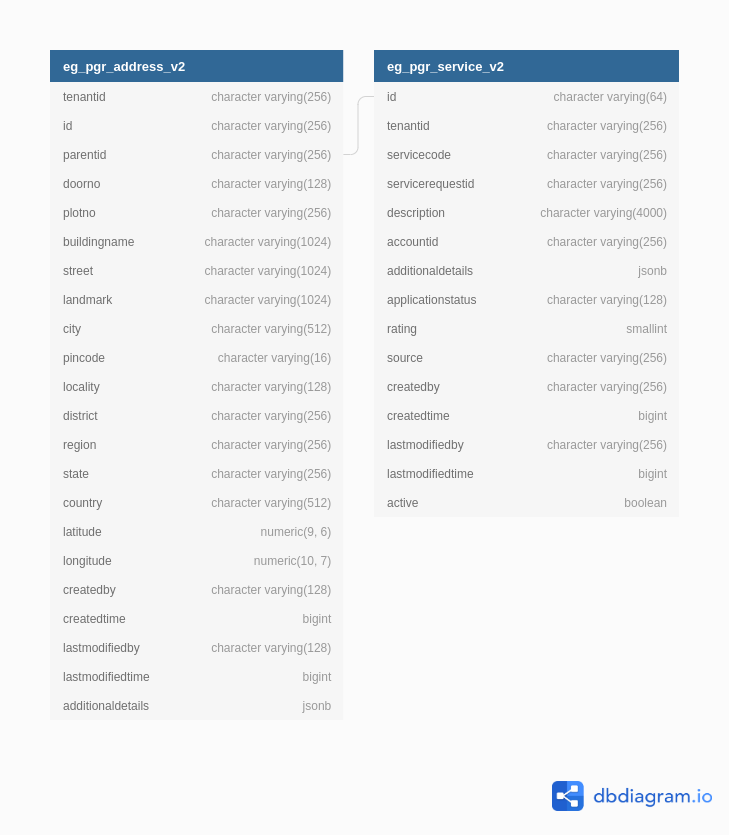 eg_pgr_address_v2
tenantid character varying(256)
id character varying(256)
parentid character varying(256)
doorno character varying(128)
plotno character varying(256)
buildingname character varying(1024)
street character varying(1024)
landmark character varying(1024)
city character varying(512)
pincode character varying(16)
locality character varying(128)
district character varying(256)
region character varying(256)
state character varying(256)
country character varying(512)
latitude numeric(9, 6)
longitude numeric(10, 7)
createdby character varying(128)
createdtime bigint
lastmodifiedby character varying(128)
lastmodifiedtime bigint
additionaldetails jsonb
eg_pgr_service_v2
id character varying(64)
tenantid character varying(256)
servicecode character varying(256)
servicerequestid character varying(256)
description character varying(4000)
accountid character varying(256)
additionaldetails jsonb
applicationstatus character varying(128)
rating smallint
source character varying(256)
createdby character varying(256)
createdtime bigint
lastmodifiedby character varying(256)
lastmodifiedtime bigint
active boolean
dbdiagram.io